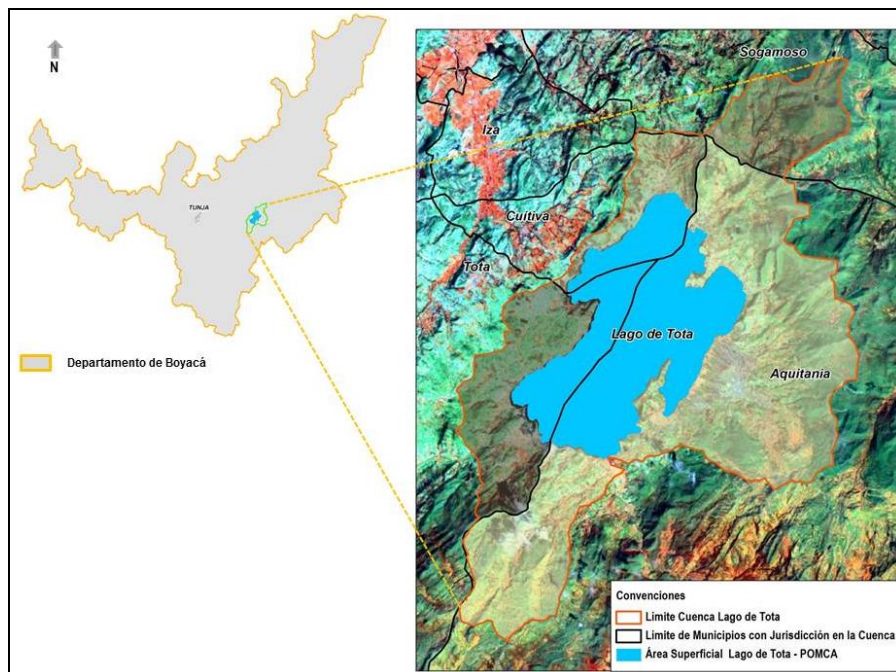 N
TUNJA
Departamento de Boyacá
Sogamoso
Iza
Cuítiva
Tota
Lago de Tota
Aquitania
Convenciones
Limite Cuenca Lago de Tota
Limite de Municipios con Jurisdicción en la Cuenca
Área Superficial Lago de Tota - POMCA